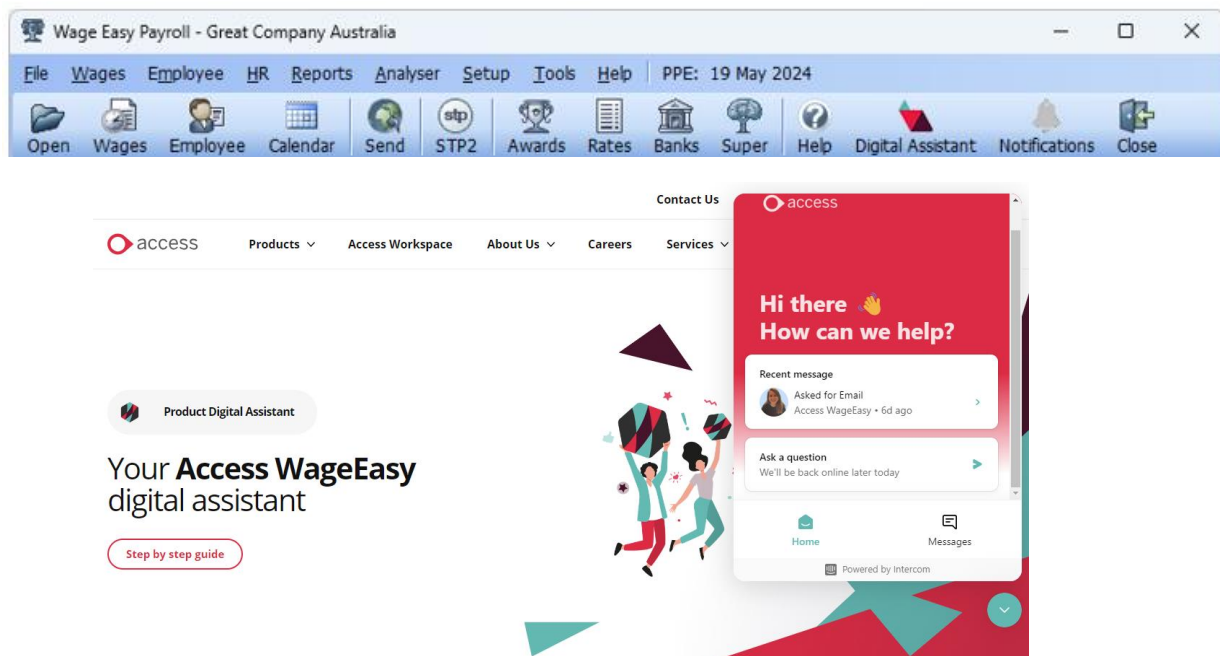 Wage Easy Payroll - Great Company Australia
File Wages Employee HR Reports Analyser Setup Tools Help PPE: 19 May 2024
stp
Open Wages Employee Calendar Send STP2 Awards Rates Banks Super Help Digital Assistant Notifications Close
Contact Us
access Products Access Workspace About Us Careers Services
access
Hi there 👋
How can we help?
Recent message
Asked for Email
Access WageEasy • 6d ago
Ask a question
We'll be back online later today
Home Messages
Powered by Intercom
Product Digital Assistant
Your Access WageEasy
digital assistant
Step by step guide